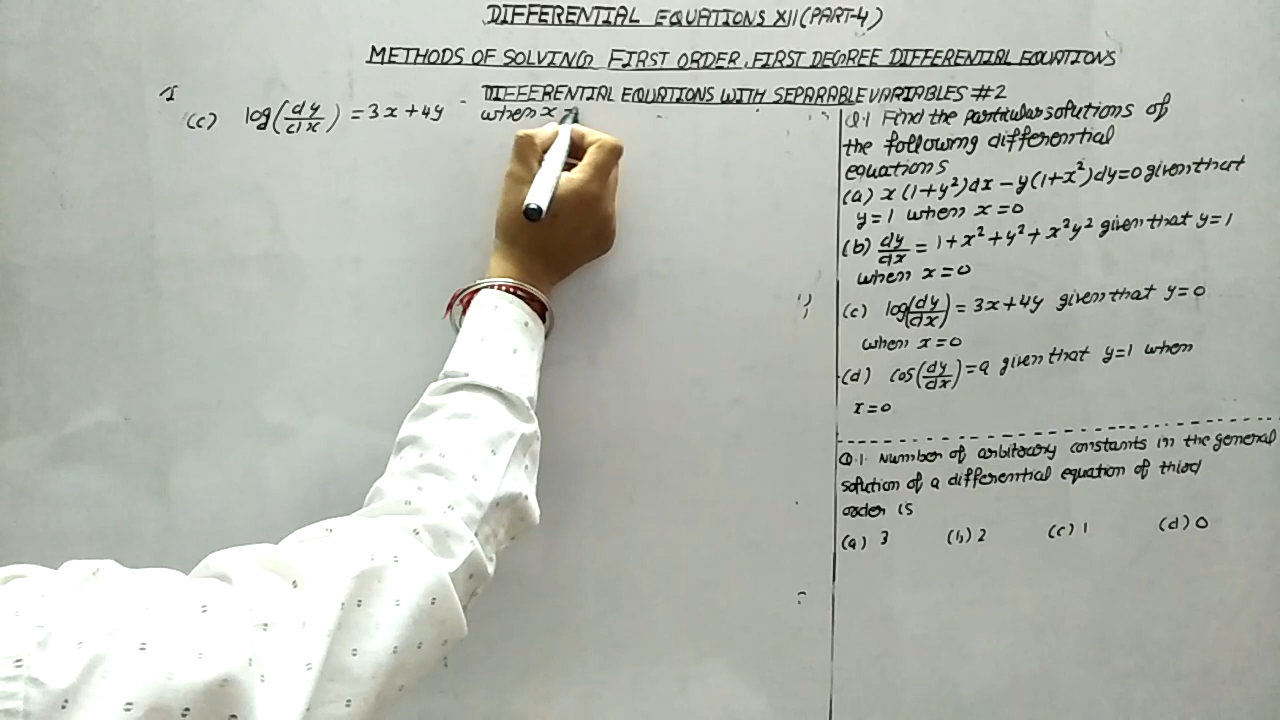 DIFFERENTIAL EQUATIONS XII (PART-4)
METHODS OF SOLVING FIRST ORDER, FIRST DEGREE DIFFERENTIAL EQUATIONS
DIFFERENTIAL EQUATIONS WITH SEPARABLE VARIABLES #2
1
(c) log(dy/dx) = 3x+4y
when x =
Q.1 Find the particular solutions of
the following differential
equations
(a) x(1+y²)dx - y(1+x²)dy=0 given that
y=1 when x=0
(b) dy/dx = 1+x²+y²+x²y² given that y=1
when x=0
(c) log(dy/dx) = 3x+4y given that y=0
when x=0
(d) cos(dy/dx)=a given that y=1 when
x=0
Q.1. Number of arbitrary constants in the general
solution of a differential equation of third
order is
(a) 3 (b) 2 (c) 1 (d) 0